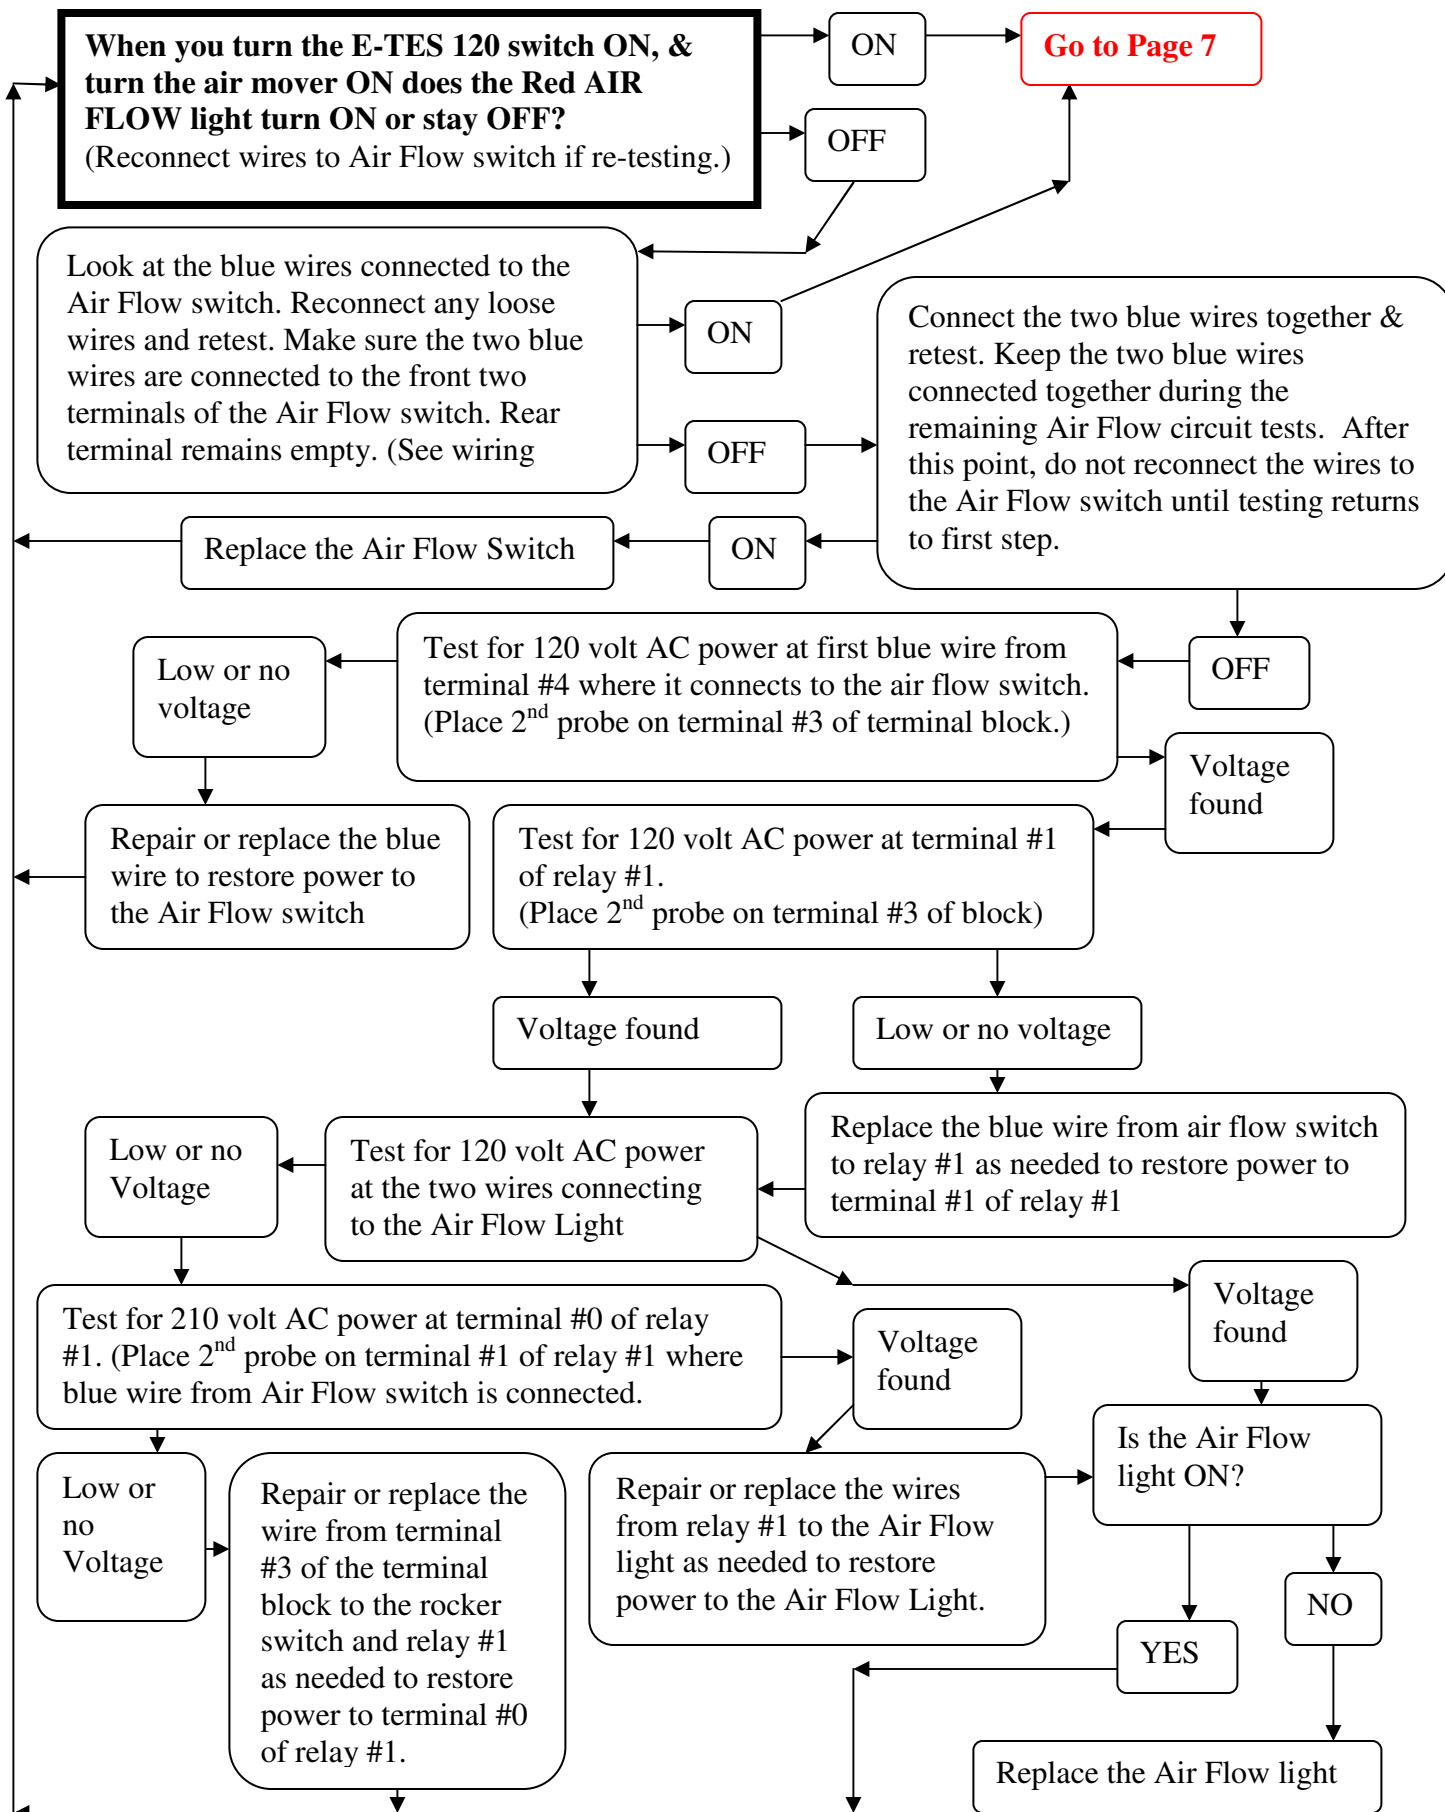 When you turn the E-TES 120 switch ON, &
turn the air mover ON does the Red AIR
FLOW light turn ON or stay OFF?
(Reconnect wires to Air Flow switch if re-testing.)
ON
Go to Page 7
OFF
Look at the blue wires connected to the
Air Flow switch. Reconnect any loose
wires and retest. Make sure the two blue
wires are connected to the front two
terminals of the Air Flow switch. Rear
terminal remains empty. (See wiring
ON
OFF
Connect the two blue wires together &
retest. Keep the two blue wires
connected together during the
remaining Air Flow circuit tests.  After
this point, do not reconnect the wires to
the Air Flow switch until testing returns
to first step.
ON
Replace the Air Flow Switch
OFF
Test for 120 volt AC power at first blue wire from
terminal #4 where it connects to the air flow switch.
(Place 2nd probe on terminal #3 of terminal block.)
Low or no
voltage
Voltage
found
Repair or replace the blue
wire to restore power to
the Air Flow switch
Test for 120 volt AC power at terminal #1
of relay #1.
(Place 2nd probe on terminal #3 of block)
Voltage found
Low or no voltage
Replace the blue wire from air flow switch
to relay #1 as needed to restore power to
terminal #1 of relay #1
Test for 120 volt AC power
at the two wires connecting
to the Air Flow Light
Low or no
Voltage
Voltage
found
Test for 210 volt AC power at terminal #0 of relay
#1. (Place 2nd probe on terminal #1 of relay #1 where
blue wire from Air Flow switch is connected.
Voltage
found
Is the Air Flow
light ON?
Low or
no
Voltage
Repair or replace the
wire from terminal
#3 of the terminal
block to the rocker
switch and relay #1
as needed to restore
power to terminal #0
of relay #1.
Repair or replace the wires
from relay #1 to the Air Flow
light as needed to restore
power to the Air Flow Light.
YES
NO
Replace the Air Flow light